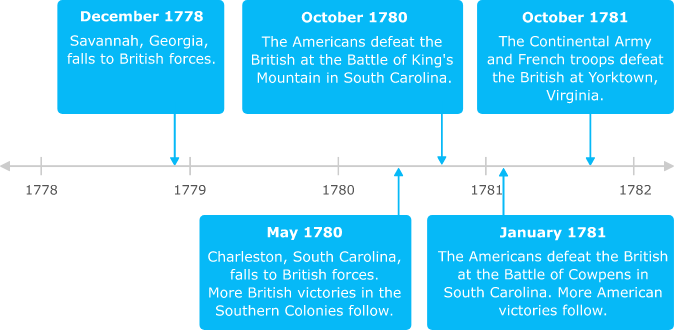 December 1778
Savannah, Georgia,
falls to British forces.
October 1780
The Americans defeat the
British at the Battle of King's
Mountain in South Carolina.
October 1781
The Continental Army
and French troops defeat
the British at Yorktown,
Virginia.
1778
1779
1780
1781
1782
May 1780
Charleston, South Carolina,
falls to British forces.
More British victories in the
Southern Colonies follow.
January 1781
The Americans defeat the British
at the Battle of Cowpens in
South Carolina. More American
victories follow.